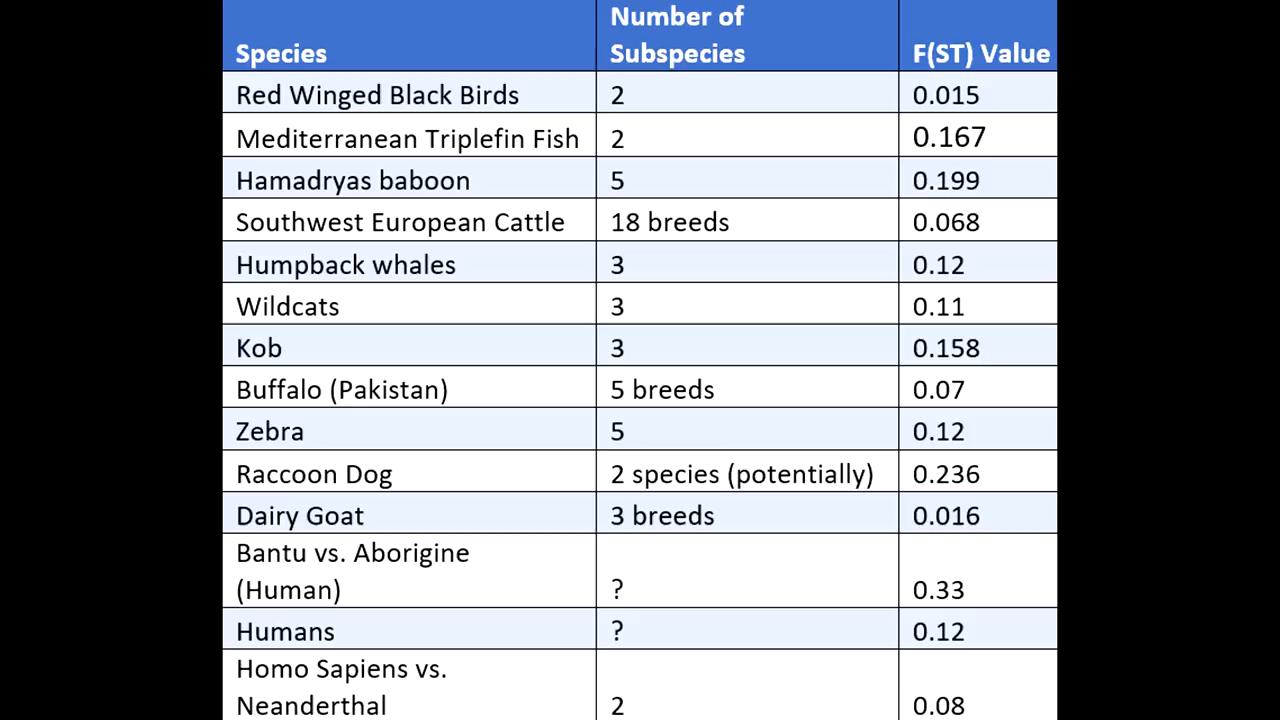 Species Number of Subspecies F(ST) Value
Red Winged Black Birds 2 0.015
Mediterranean Triplefin Fish 2 0.167
Hamadryas baboon 5 0.199
Southwest European Cattle 18 breeds 0.068
Humpback whales 3 0.12
Wildcats 3 0.11
Kob 3 0.158
Buffalo (Pakistan) 5 breeds 0.07
Zebra 5 0.12
Raccoon Dog 2 species (potentially) 0.236
Dairy Goat 3 breeds 0.016
Bantu vs. Aborigine
(Human) ? 0.33
Humans ? 0.12
Homo Sapiens vs.
Neanderthal 2 0.08